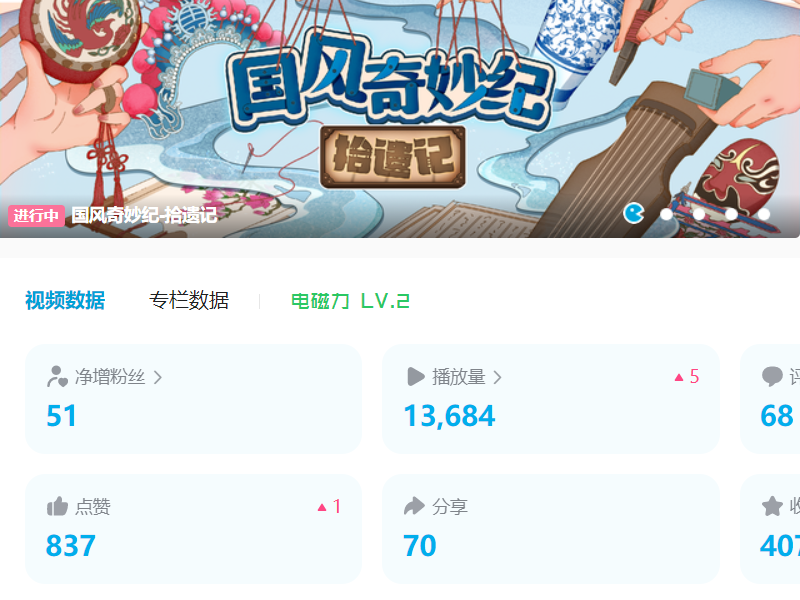 国风奇妙纪
拾遗记
进行中 国风奇妙纪-拾遗记
视频数据 专栏数据 电磁力 LV.2
净增粉丝 播放量 5
51 13,684 68
点赞 1 分享
837 70 407